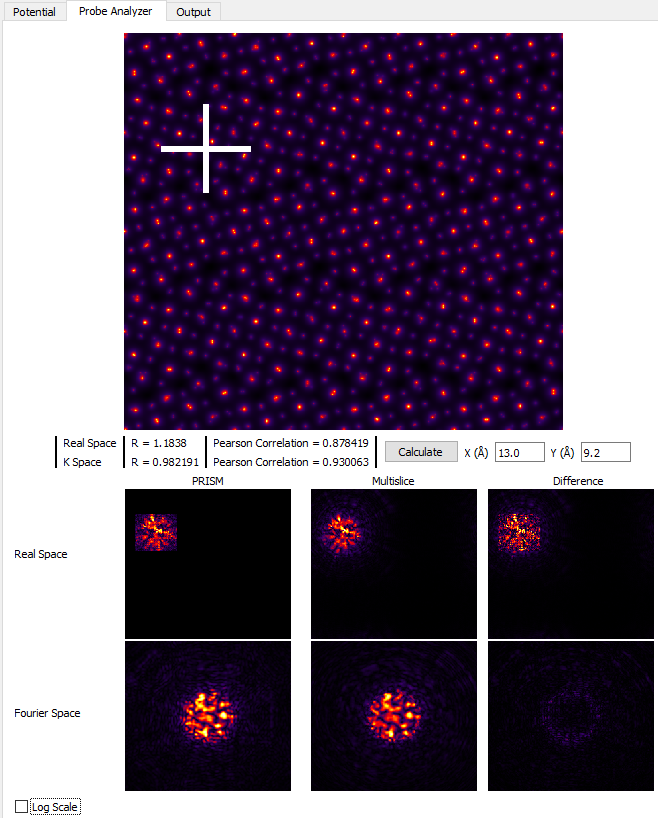 Potential Probe Analyzer Output
Real Space R = 1.1838 Pearson Correlation = 0.878419
K Space R = 0.982191 Pearson Correlation = 0.930063
Calculate X (Å) 13.0 Y (Å) 9.2
PRISM Multislice Difference
Real Space
Fourier Space
Log Scale